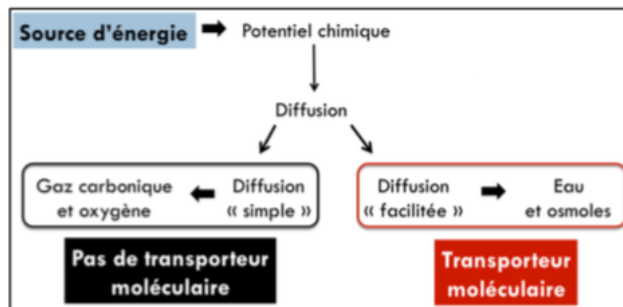 Source d'énergie
Potentiel chimique
Diffusion
Gaz carbonique
et oxygène
Diffusion
« simple »
Diffusion
« facilitée »
Eau
et osmoles
Pas de transporteur
moléculaire
Transporteur
moléculaire